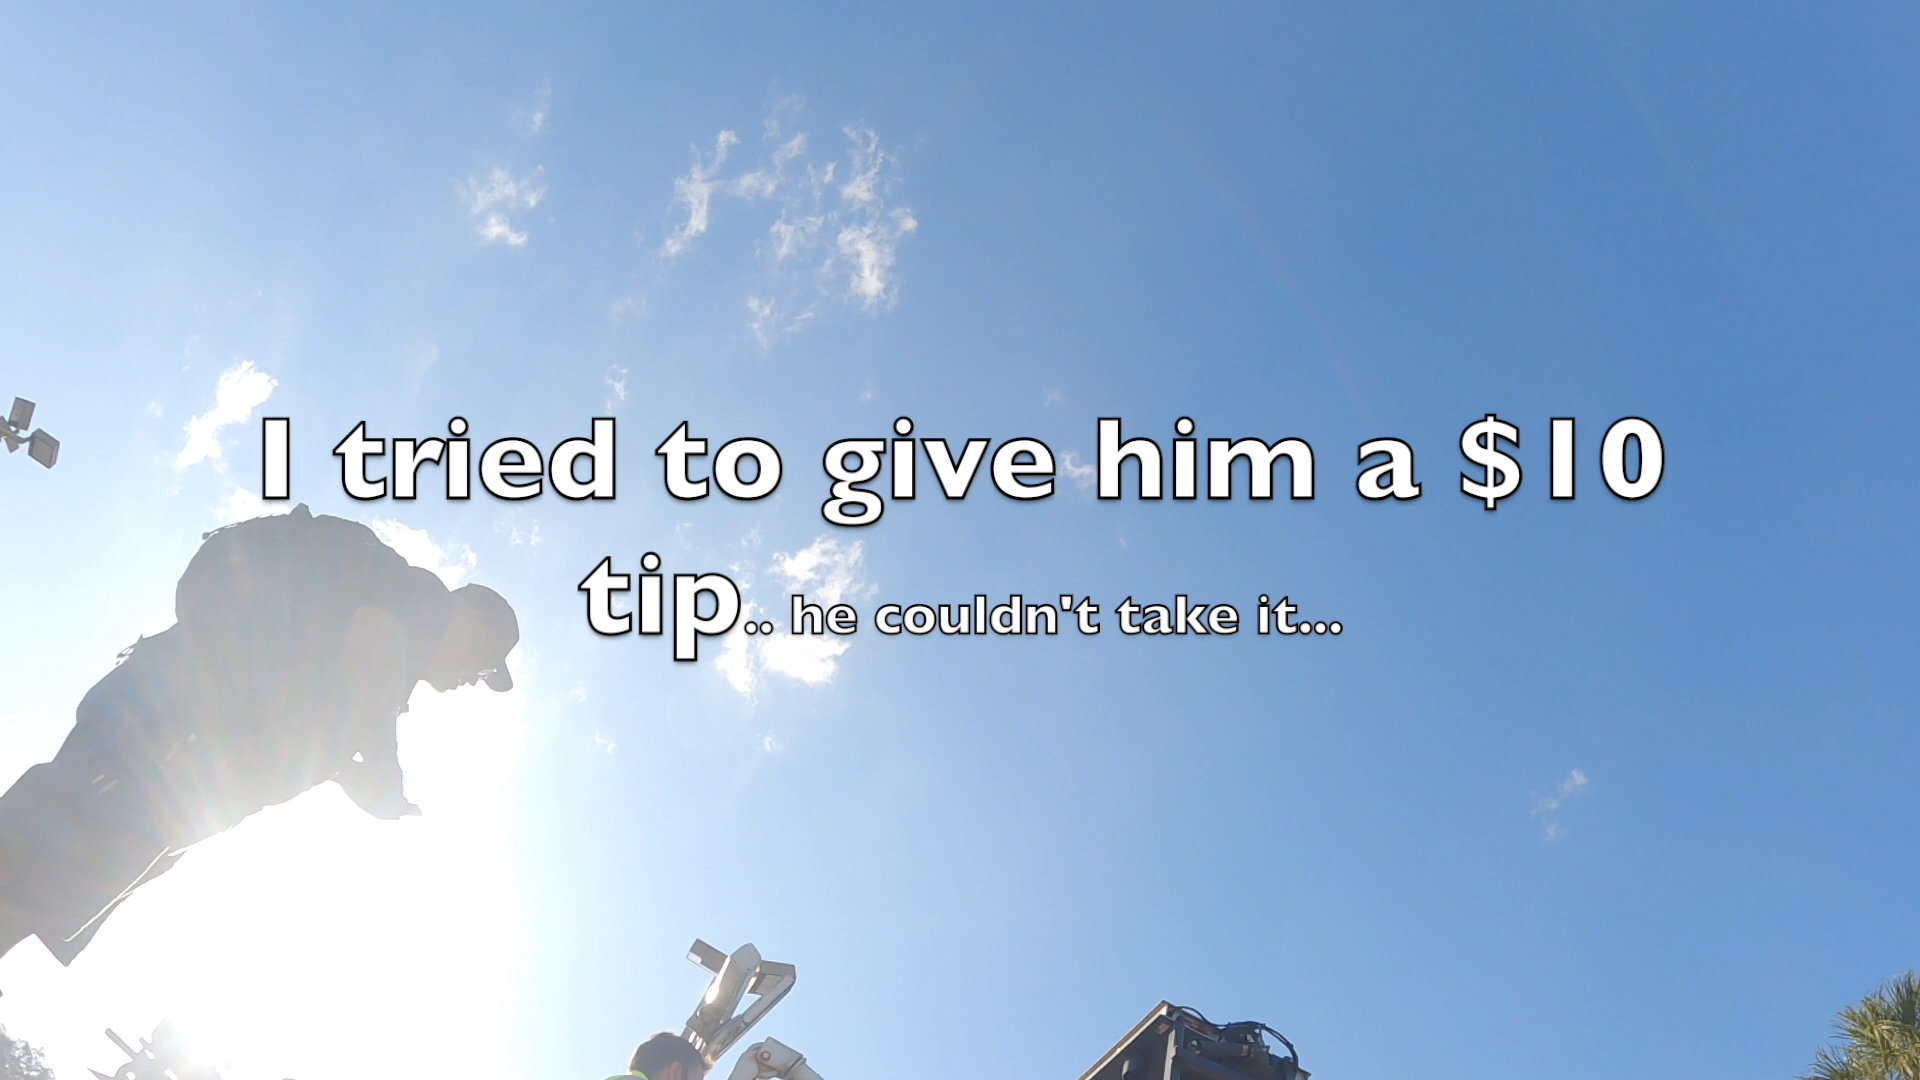 I tried to give him a $10
tip.. he couldn't take it...